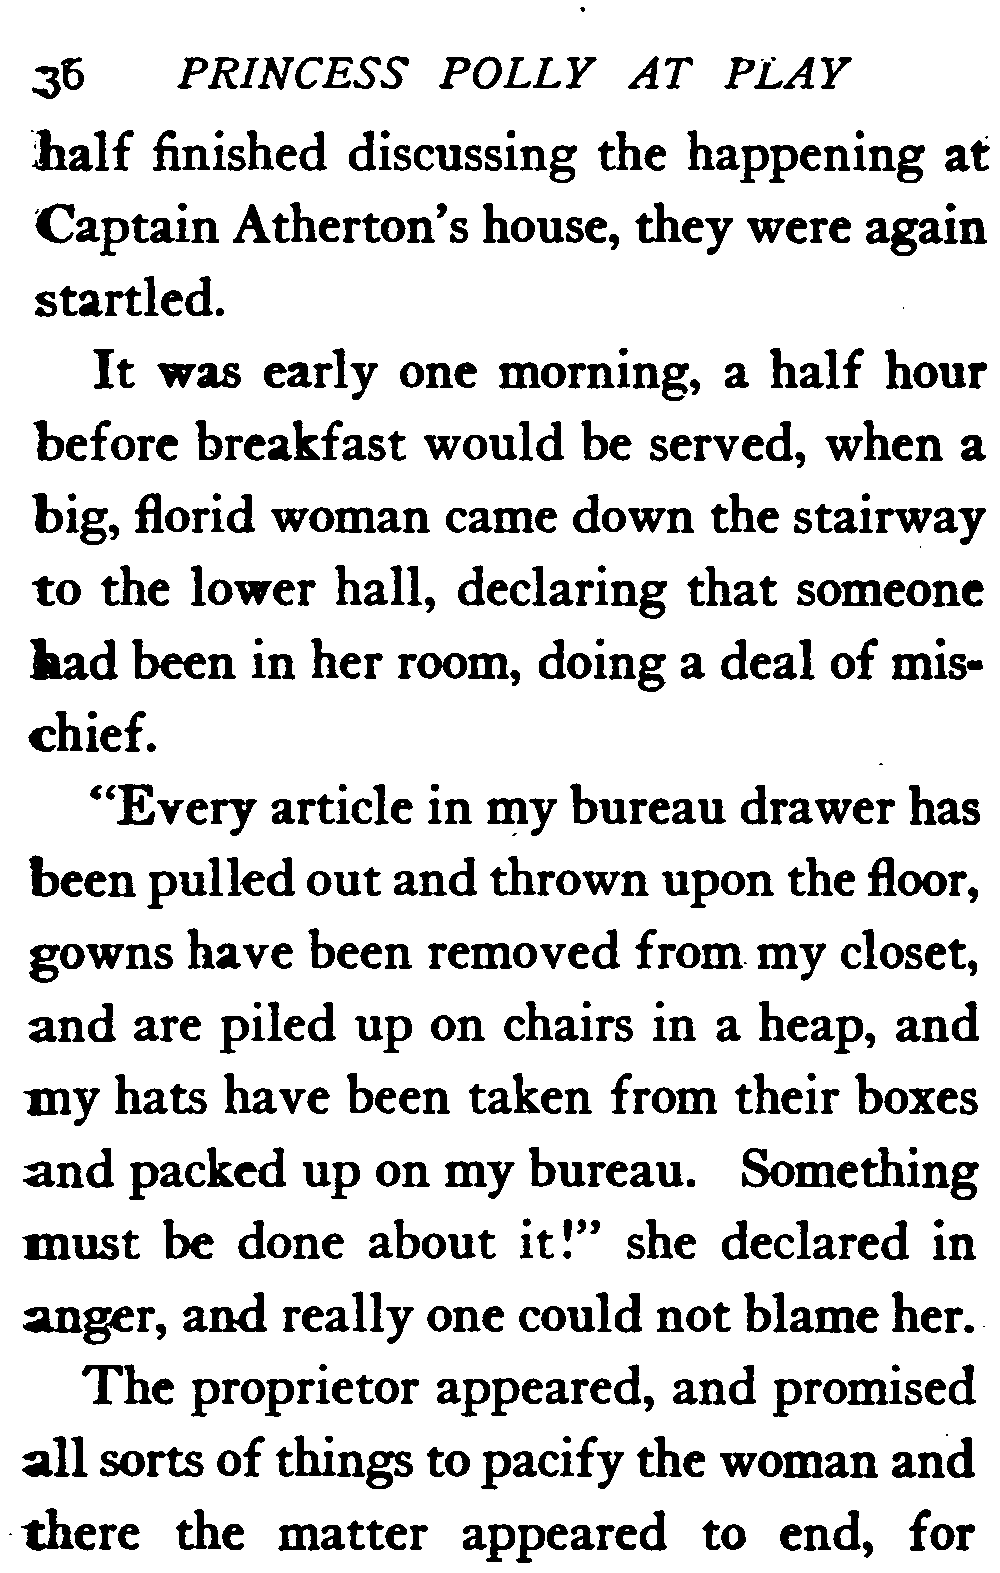 36 PRINCESS POLLY AT PLAY
half finished discussing the happening at
Captain Atherton's house, they were again
startled.
It was early one morning, a half hour
before breakfast would be served, when a
big, florid woman came down the stairway
to the lower hall, declaring that someone
had been in her room, doing a deal of mis-
chief.
"Every article in my bureau drawer has
been pulled out and thrown upon the floor,
gowns have been removed from my closet,
and are piled up on chairs in a heap, and
my hats have been taken from their boxes
and packed up on my bureau. Something
must be done about it!" she declared in
anger, and really one could not blame her.
The proprietor appeared, and promised
all sorts of things to pacify the woman and
there the matter appeared to end, for